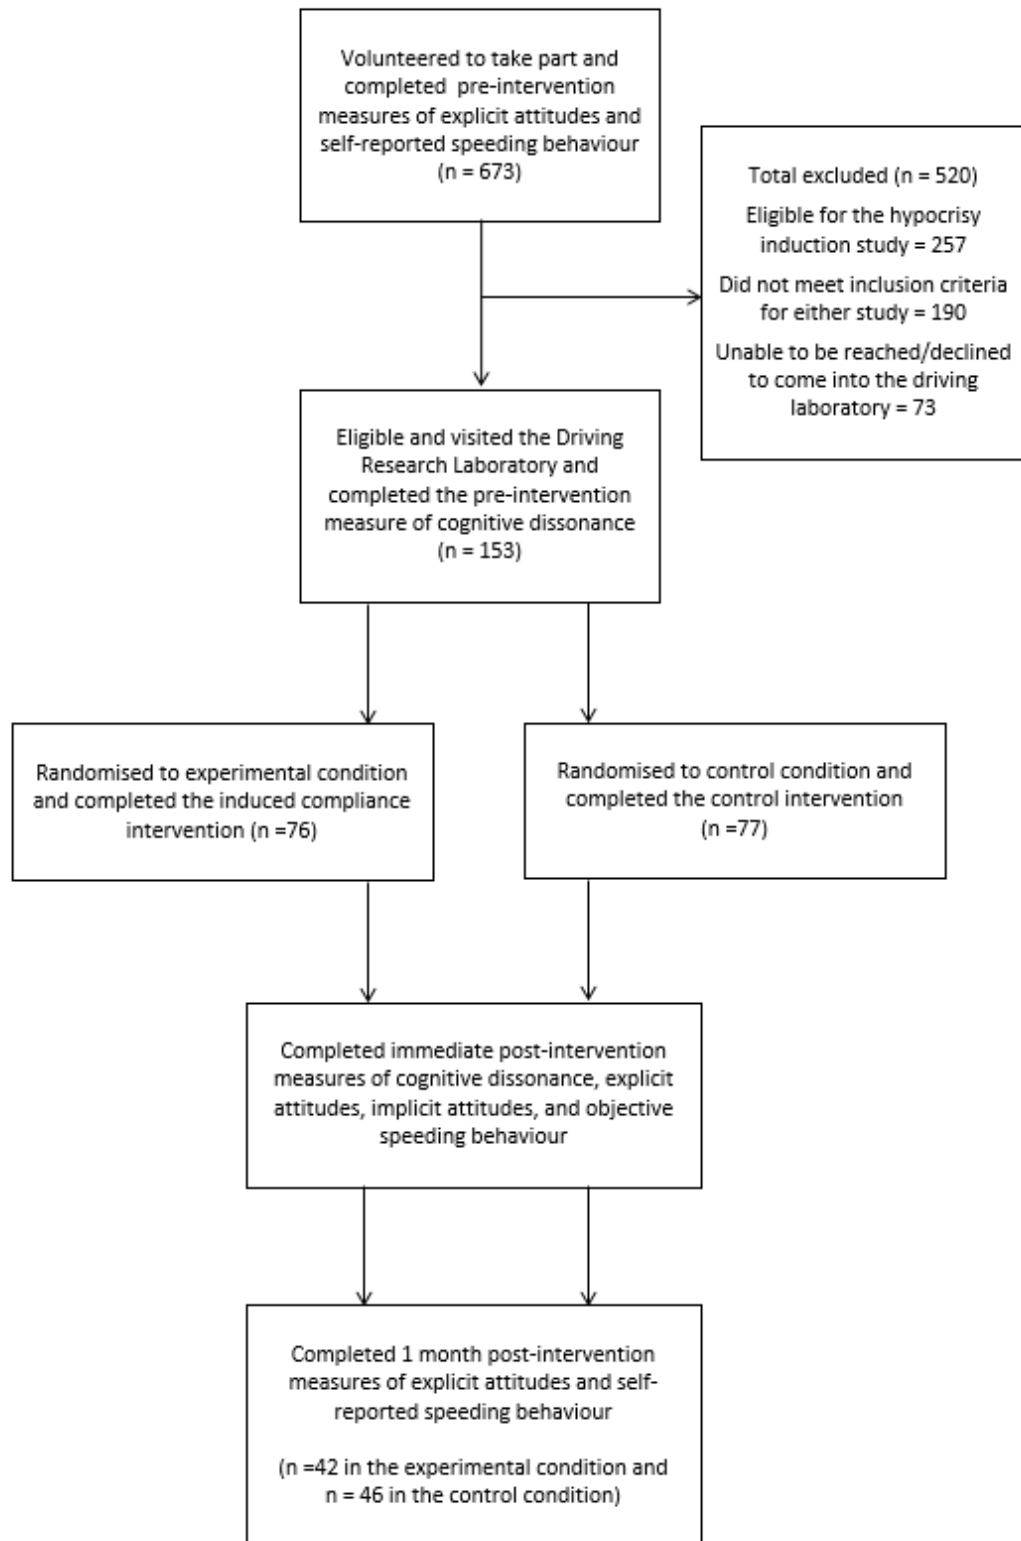 Volunteered to take part and
completed pre-intervention
measures of explicit attitudes and
self-reported speeding behaviour
(n = 673)
Total excluded (n = 520)
Eligible for the hypocrisy
induction study = 257
Did not meet inclusion criteria
for either study = 190
Unable to be reached/declined
to come into the driving
laboratory = 73
Eligible and visited the Driving
Research Laboratory and
completed the pre-intervention
measure of cognitive dissonance
(n = 153)
Randomised to experimental condition
and completed the induced compliance
intervention (n =76)
Randomised to control condition and
completed the control intervention
(n =77)
Completed immediate post-intervention
measures of cognitive dissonance, explicit
attitudes, implicit attitudes, and objective
speeding behaviour
Completed 1 month post-intervention
measures of explicit attitudes and self-
reported speeding behaviour
(n =42 in the experimental condition and
n = 46 in the control condition)